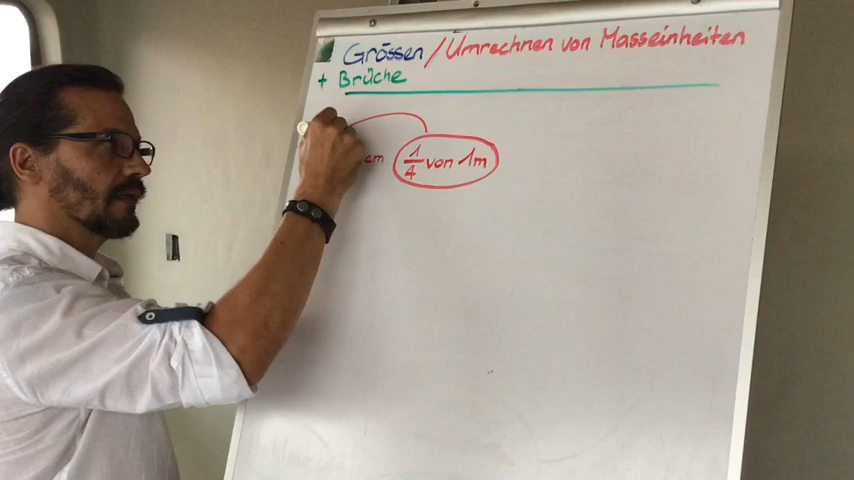 Grössen / Umrechnen von Masseinheiten
+ Brüche
cm 1/4 von 1m